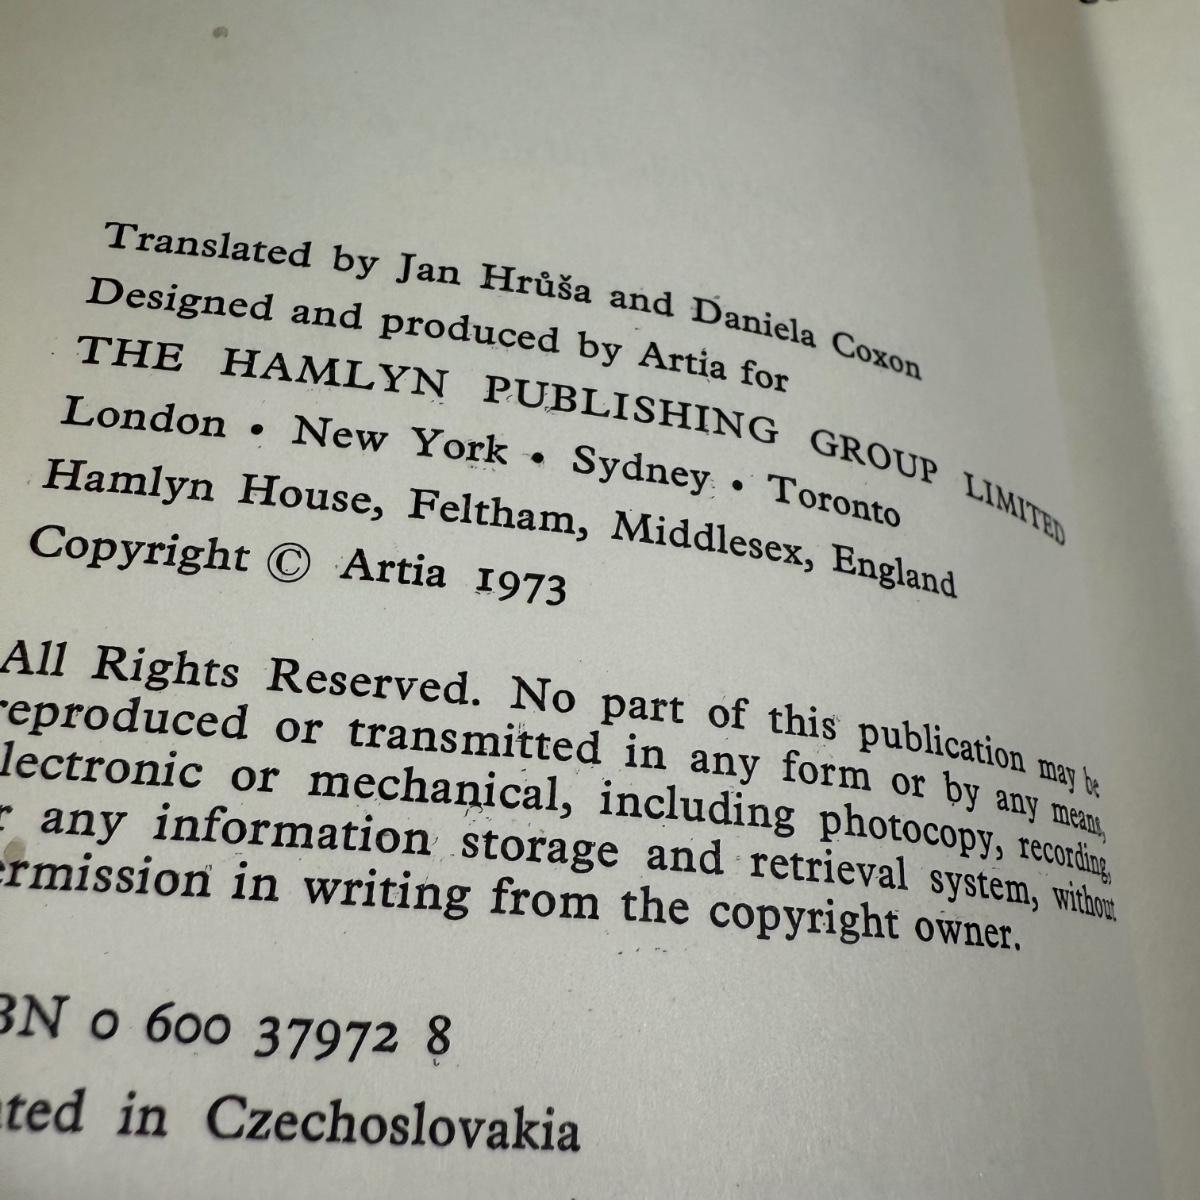 Translated by Jan Hrůša and Daniela Coxon
Designed and produced by Artia for
THE HAMLYN PUBLISHING GROUP LIMITED
London • New York • Sydney • Toronto
Hamlyn House, Feltham, Middlesex, England
Copyright © Artia 1973
All Rights Reserved. No part of this publication may be
reproduced or transmitted in any form or by any means,
lectronic or mechanical, including photocopy, recording,
r any information storage and retrieval system, without
ermission in writing from the copyright owner.
BN 0 600 37972 8
ted in Czechoslovakia